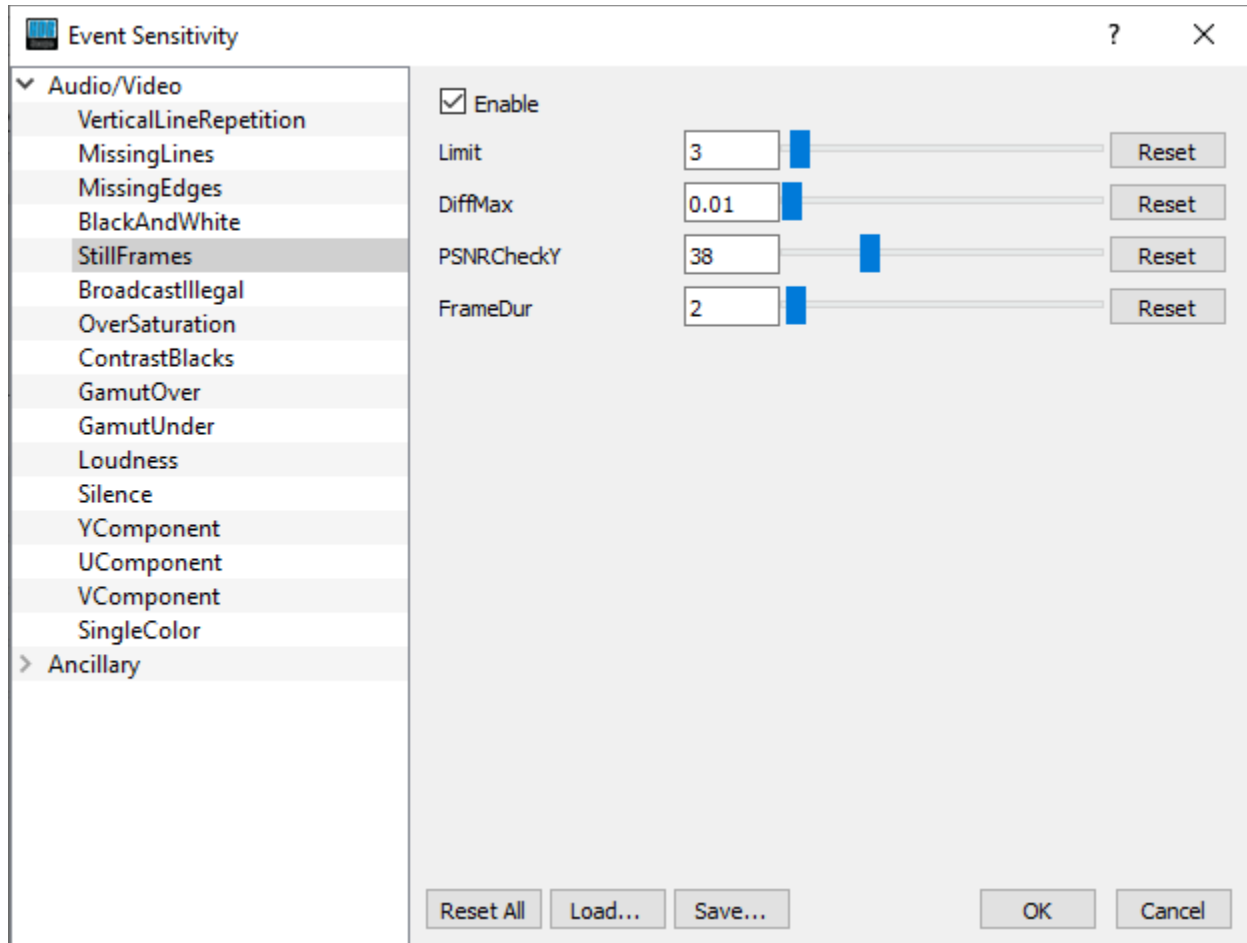 Event Sensitivity
?
Audio/Video
VerticalLineRepetition
MissingLines
MissingEdges
BlackAndWhite
StillFrames
BroadcastIllegal
OverSaturation
ContrastBlacks
GamutOver
GamutUnder
Loudness
Silence
YComponent
UComponent
VComponent
SingleColor
Ancillary
Enable
Limit 3 Reset
DiffMax 0.01 Reset
PSNRCheckY 38 Reset
FrameDur 2 Reset
Reset All Load... Save... OK Cancel